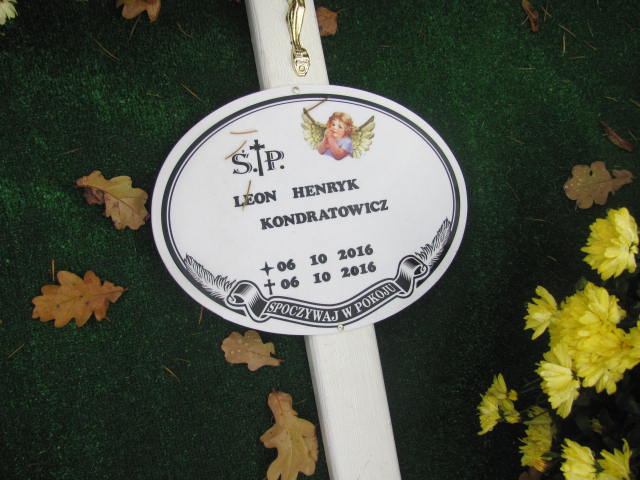 Ś.†P.
LEON HENRYK
KONDRATOWICZ
06 10 2016
†06 10 2016
SPOCZYWAJ W POKOJU